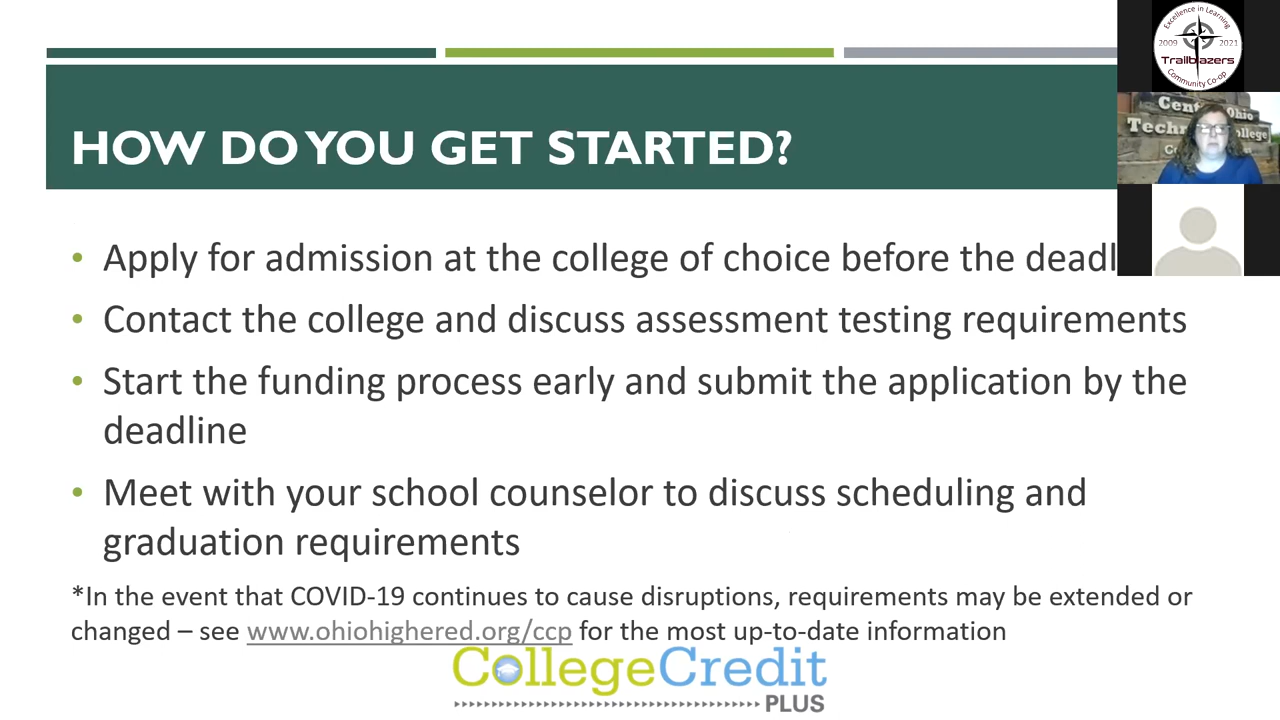 HOW DO YOU GET STARTED?
• Apply for admission at the college of choice before the deadl
• Contact the college and discuss assessment testing requirements
• Start the funding process early and submit the application by the
deadline
• Meet with your school counselor to discuss scheduling and
graduation requirements
*In the event that COVID-19 continues to cause disruptions, requirements may be extended or
changed – see www.ohiohighered.org/ccp for the most up-to-date information
CollegeCredit
PLUS
Excellence in Learning
2009 2021
Trailblazers
Community Co-op
Cent Ohio
Techn College